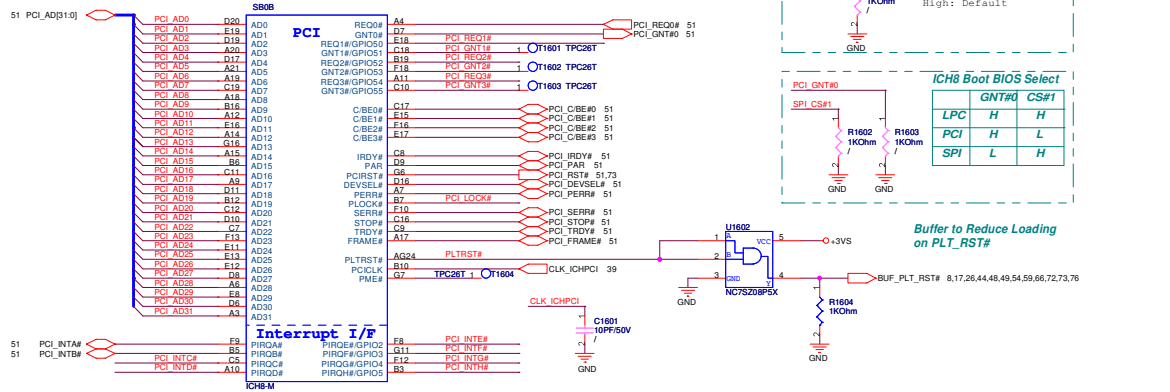 SB0B
51 PCI_AD[31:0]
PCI
PCI_AD0 D20 AD0
PCI_AD1 E19 AD1
PCI_AD2 D19 AD2
PCI_AD3 A20 AD3
PCI_AD4 D17 AD4
PCI_AD5 A21 AD5
PCI_AD6 A19 AD6
PCI_AD7 C19 AD7
PCI_AD8 A18 AD8
PCI_AD9 B16 AD9
PCI_AD10 A12 AD10
PCI_AD11 E16 AD11
PCI_AD12 A14 AD12
PCI_AD13 G16 AD13
PCI_AD14 A15 AD14
PCI_AD15 B6 AD15
PCI_AD16 C11 AD16
PCI_AD17 A9 AD17
PCI_AD18 D11 AD18
PCI_AD19 B12 AD19
PCI_AD20 C12 AD20
PCI_AD21 D10 AD21
PCI_AD22 C7 AD22
PCI_AD23 F13 AD23
PCI_AD24 E11 AD24
PCI_AD25 E13 AD25
PCI_AD26 E12 AD26
PCI_AD27 D8 AD27
PCI_AD28 A6 AD28
PCI_AD29 E8 AD29
PCI_AD30 D6 AD30
PCI_AD31 A3 AD31
REQ0# A4 PCI_REQ0# 51
GNT0# D7 PCI_GNT0# 51
REQ1#/GPIO50 E18 PCI_REQ1#
GNT1#/GPIO51 C18 PCI_GNT1# 1 T1601 TPC26T
REQ2#/GPIO52 B19 PCI_REQ2#
GNT2#/GPIO53 F18 PCI_GNT2# 1 T1602 TPC26T
REQ3#/GPIO54 A11 PCI_REQ3#
GNT3#/GPIO55 C10 PCI_GNT3# 1 T1603 TPC26T
C/BE0# C17 PCI_C/BE#0 51
C/BE1# E15 PCI_C/BE#1 51
C/BE2# F16 PCI_C/BE#2 51
C/BE3# E17 PCI_C/BE#3 51
IRDY# C8 PCI_IRDY# 51
PAR D9 PCI_PAR 51
PCIRST# G6 PCI_RST# 51,73
DEVSEL# D16 PCI_DEVSEL# 51
PERR# A7 PCI_PERR# 51
PLOCK# B7 PCI_LOCK#
SERR# F10 PCI_SERR# 51
STOP# C16 PCI_STOP# 51
TRDY# C9 PCI_TRDY# 51
FRAME# A17 PCI_FRAME# 51
PLTRST# AG24 PLTRST#
PCICLK B10 CLK_ICHPCI 39
PME# G7 TPC26T 1 T1604
Interrupt I/F
51 PCI_INTA# F9 PIRQA#
51 PCI_INTB# B5 PIRQB#
PCI_INTC# C5 PIRQC#
PCI_INTD# A10 PIRQD#
PIRQE#/GPIO2 F8 PCI_INTE#
PIRQF#/GPIO3 G11 PCI_INTF#
PIRQG#/GPIO4 F12 PCI_INTG#
PIRQH#/GPIO5 B3 PCI_INTH#
ICH8-M
CLK_ICHPCI
1
C1601
10PF/50V
/
2
GND
1KOhm
/
2
GND
High: Default
PCI_GNT#0
SPI_CS#1
1 1
R1602 R1603
1KOhm 1KOhm
/ /
2 2
GND GND
ICH8 Boot BIOS Select
GNT#0 CS#1
LPC H H
PCI H L
SPI L H
Buffer to Reduce Loading
on PLT_RST#
U1602
1 A VCC 5 +3VS
2 B
3 GND Y 4 BUF_PLT_RST# 8,17,26,44,48,49,54,59,66,72,73,76
NC7SZ08P5X
GND
1
R1604
1KOhm
2
GND